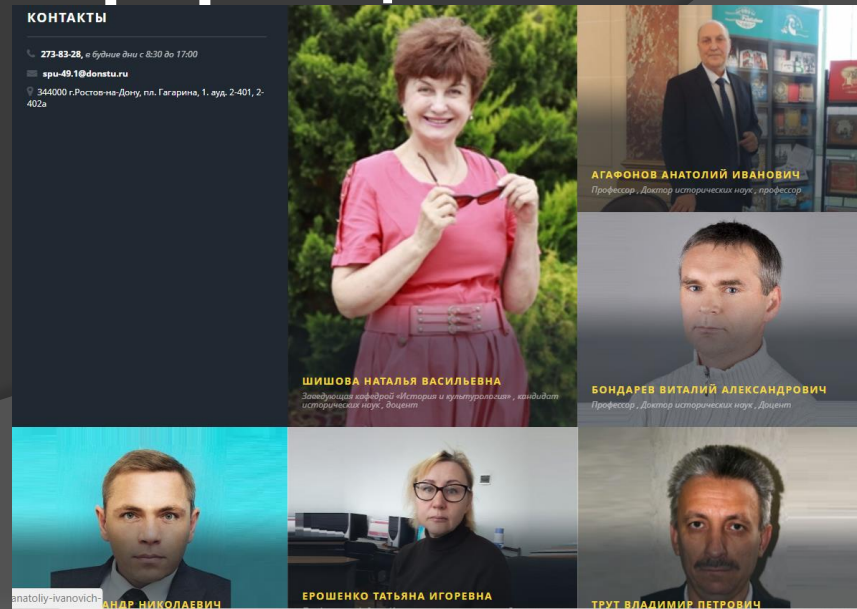 КОНТАКТЫ
273-83-28, в будние дни с 8:30 до 17:00
spu-49.1@donstu.ru
344000 г.Ростов-на-Дону, пл. Гагарина, 1. ауд. 2-401, 2-
402а
АГАФОНОВ АНАТОЛИЙ ИВАНОВИЧ
Профессор , Доктор исторических наук , профессор
ШИШОВА НАТАЛЬЯ ВАСИЛЬЕВНА
Заведующая кафедрой «История и культурология» , кандидат
исторических наук , доцент
БОНДАРЕВ ВИТАЛИЙ АЛЕКСАНДРОВИЧ
Профессор , Доктор исторических наук , Доцент
anatoliy-ivanovich-
АНДР НИКОЛАЕВИЧ
ЕРОШЕНКО ТАТЬЯНА ИГОРЕВНА
ТРУТ ВЛАДИМИР ПЕТРОВИЧ